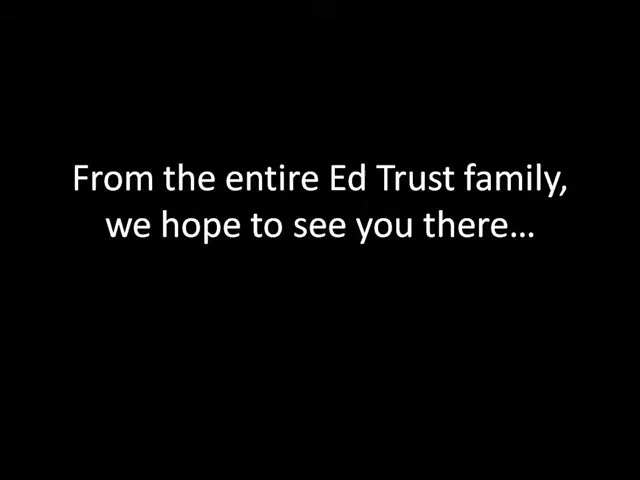 From the entire Ed Trust family,
we hope to see you there…